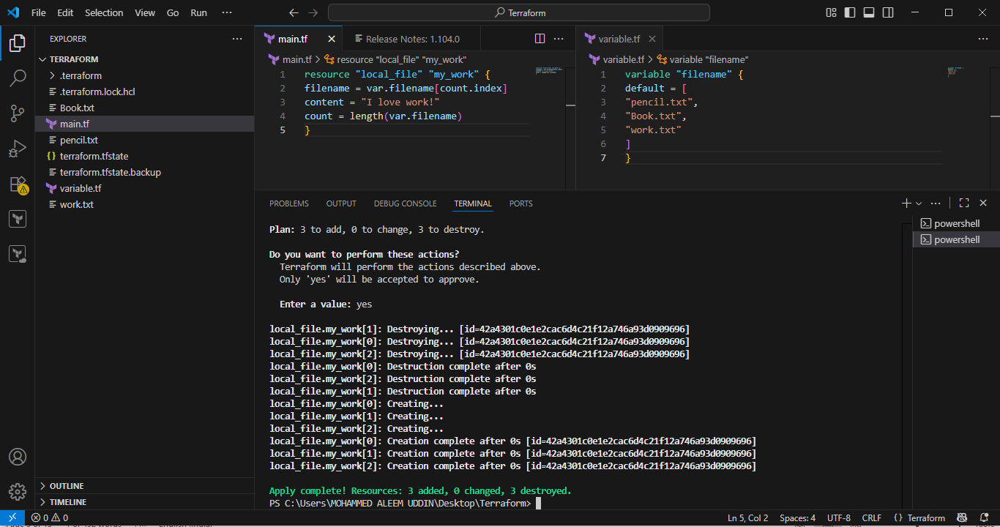 File Edit Selection View Go Run ··· Terraform
EXPLORER ···
TERRAFORM
.terraform
.terraform.lock.hcl
Book.txt
main.tf
pencil.txt
terraform.tfstate
terraform.tfstate.backup
variable.tf
work.txt
OUTLINE
TIMELINE
main.tf Release Notes: 1.104.0 ···
main.tf > resource "local_file" "my_work"
1 resource "local_file" "my_work" {
2 filename = var.filename[count.index]
3 content = "I love work!"
4 count = length(var.filename)
5 }
variable.tf ···
variable.tf > variable "filename"
1 variable "filename" {
2 default = [
3 "pencil.txt",
4 "Book.txt",
5 "work.txt"
6 ]
7 }
PROBLEMS OUTPUT DEBUG CONSOLE TERMINAL PORTS
Plan: 3 to add, 0 to change, 3 to destroy.
Do you want to perform these actions?
Terraform will perform the actions described above.
Only 'yes' will be accepted to approve.
Enter a value: yes
local_file.my_work[1]: Destroying... [id=42a4301c0e1e2cac6d4c21f12a746a93d0909696]
local_file.my_work[0]: Destroying... [id=42a4301c0e1e2cac6d4c21f12a746a93d0909696]
local_file.my_work[2]: Destroying... [id=42a4301c0e1e2cac6d4c21f12a746a93d0909696]
local_file.my_work[0]: Destruction complete after 0s
local_file.my_work[2]: Destruction complete after 0s
local_file.my_work[1]: Destruction complete after 0s
local_file.my_work[0]: Creating...
local_file.my_work[1]: Creating...
local_file.my_work[2]: Creating...
local_file.my_work[0]: Creation complete after 0s [id=42a4301c0e1e2cac6d4c21f12a746a93d0909696]
local_file.my_work[1]: Creation complete after 0s [id=42a4301c0e1e2cac6d4c21f12a746a93d0909696]
local_file.my_work[2]: Creation complete after 0s [id=42a4301c0e1e2cac6d4c21f12a746a93d0909696]
Apply complete! Resources: 3 added, 0 changed, 3 destroyed.
PS C:\Users\MOHAMMED ALEEM UDDIN\Desktop\Terraform>
powershell
powershell
0 0 Ln 5, Col 2 Spaces: 4 UTF-8 CRLF {} Terraform